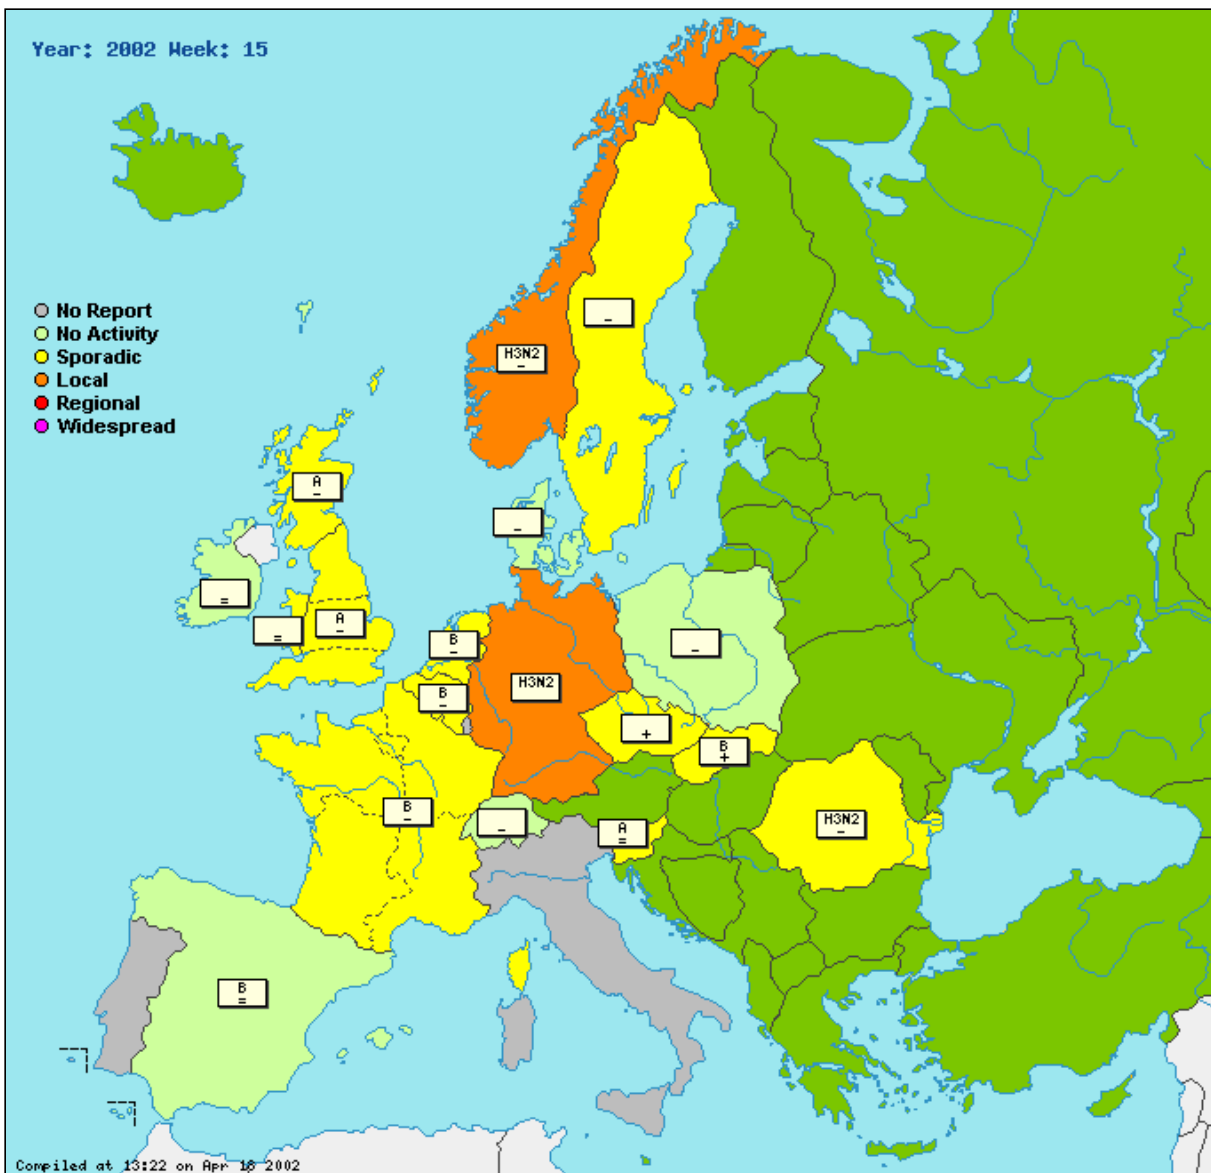 Year: 2002 Week: 15
No Report
No Activity
Sporadic
Local
Regional
Widespread
–
H3N2
–
A
–
–
=
=
A
–
B
–
–
H3N2
B
–
+
B
+
B
–
–
A
=
H3N2
–
B
=
Compiled at 13:22 on Apr 18 2002